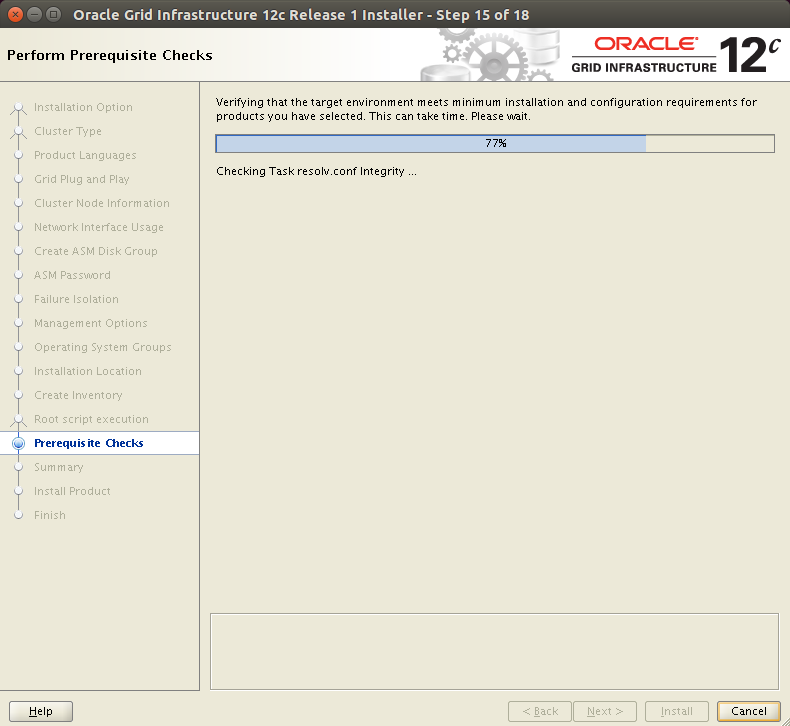 Oracle Grid Infrastructure 12c Release 1 Installer - Step 15 of 18
Perform Prerequisite Checks
ORACLE®
GRID INFRASTRUCTURE
12c
Installation Option
Cluster Type
Product Languages
Grid Plug and Play
Cluster Node Information
Network Interface Usage
Create ASM Disk Group
ASM Password
Failure Isolation
Management Options
Operating System Groups
Installation Location
Create Inventory
Root script execution
Prerequisite Checks
Summary
Install Product
Finish
Verifying that the target environment meets minimum installation and configuration requirements for
products you have selected. This can take time. Please wait.
77%
Checking Task resolv.conf Integrity ...
Help
< Back
Next >
Install
Cancel